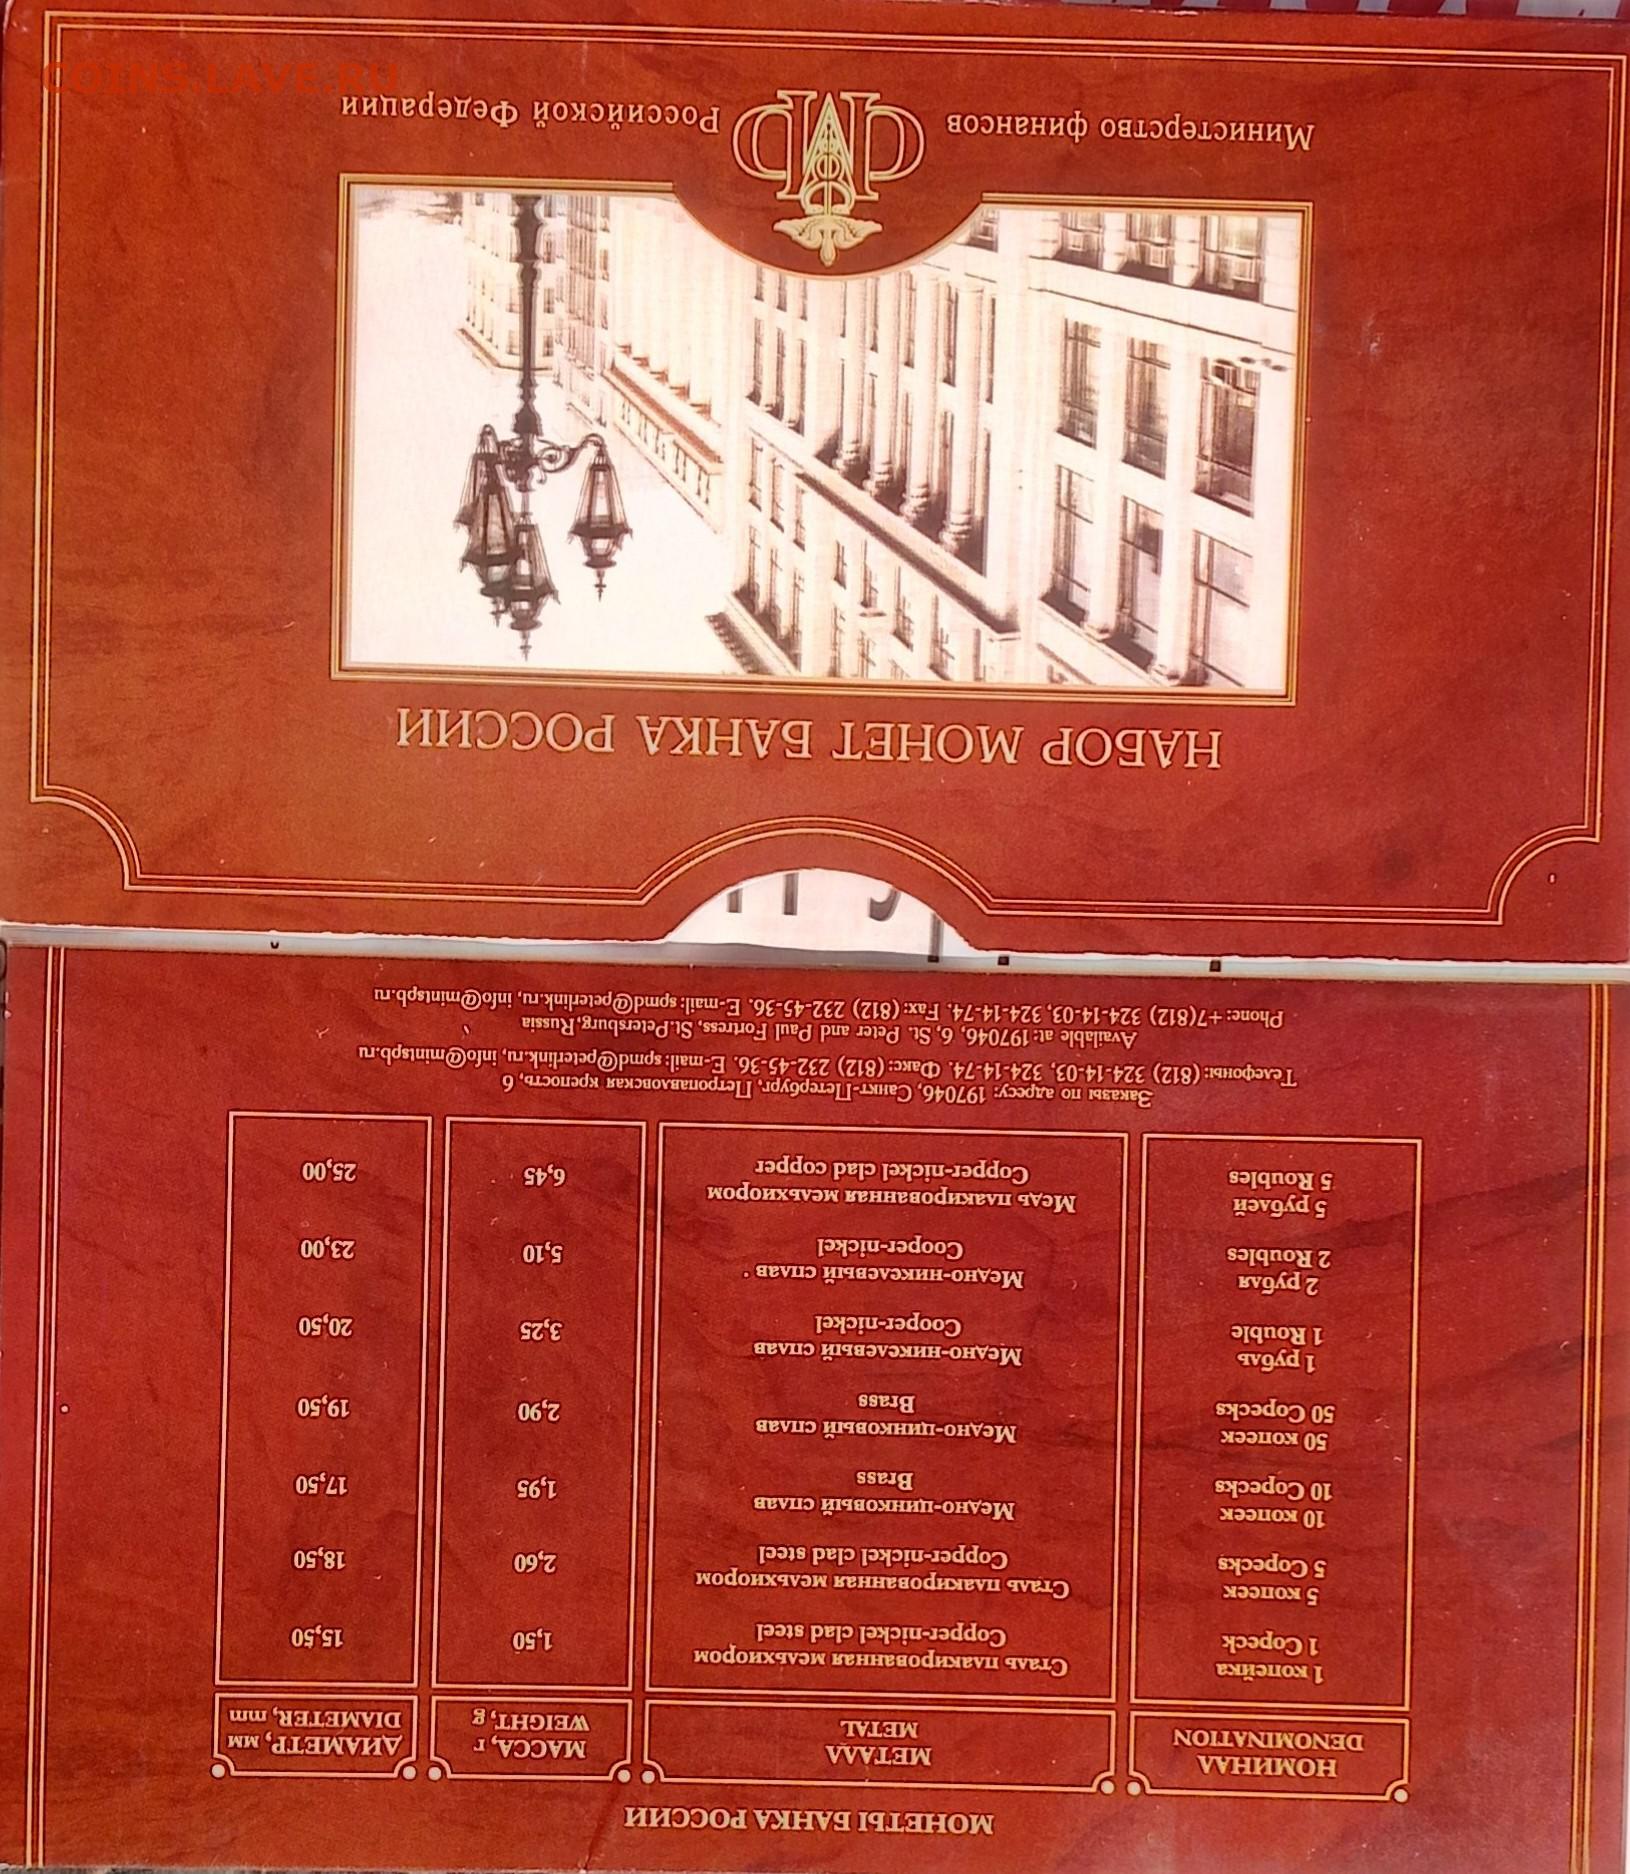 COINS.LAVE.RU
МОНЕТЫ БАНКА РОССИИ
НОМИНАЛ МЕТАЛЛ МАССА, г ДИАМЕТР, мм
DENOMINATION METAL WEIGHT, g DIAMETER, mm
1 копейка Сталь плакированная мельхиором
1 Copeck Copper-nickel clad steel 1,50 15,50
5 копеек Сталь плакированная мельхиором
5 Copecks Copper-nickel clad steel 2,60 18,50
10 копеек Медно-цинковый сплав
10 Copecks Brass 1,95 17,50
50 копеек Медно-цинковый сплав
50 Copecks Brass 2,90 19,50
1 рубль Медно-никелевый сплав
1 Rouble Cooper-nickel 3,25 20,50
2 рубля Медно-никелевый сплав
2 Roubles Cooper-nickel 5,10 23,00
5 рублей Медь плакированная мельхиором
5 Roubles Copper-nickel clad copper 6,45 25,00
Заказы по адресу: 197046, Санкт-Петербург, Петропавловская крепость, 6
Телефоны: (812) 324-14-03, 324-14-74. Факс: (812) 232-45-36. E-mail: spmd@peterlink.ru, info@mintspb.ru
Available at: 197046, 6, St. Peter and Paul Fortress, St.Petersburg, Russia
Phone: +7(812) 324-14-03, 324-14-74. Fax: (812) 232-45-36. E-mail: spmd@peterlink.ru, info@mintspb.ru
НАБОР МОНЕТ БАНКА РОССИИ
Министерство финансов Российской Федерации